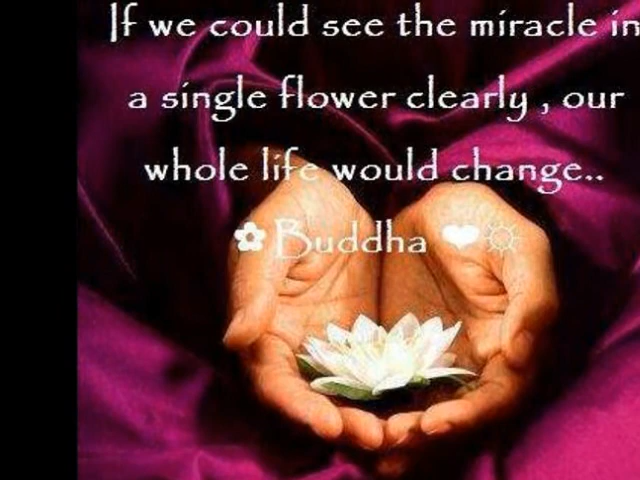 If we could see the miracle in
a single flower clearly , our
whole life would change..
✿ Buddha ❤☸